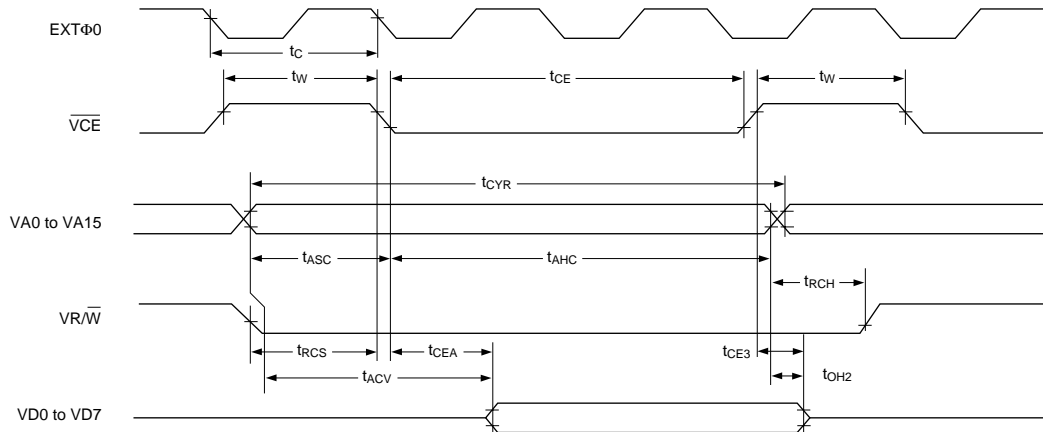 EXTΦ0
tC
tW
tCE
tW
VCE
tCYR
VA0 to VA15
tASC
tAHC
tRCH
VR/W
tRCS
tCEA
tCE3
tACV
tOH2
VD0 to VD7